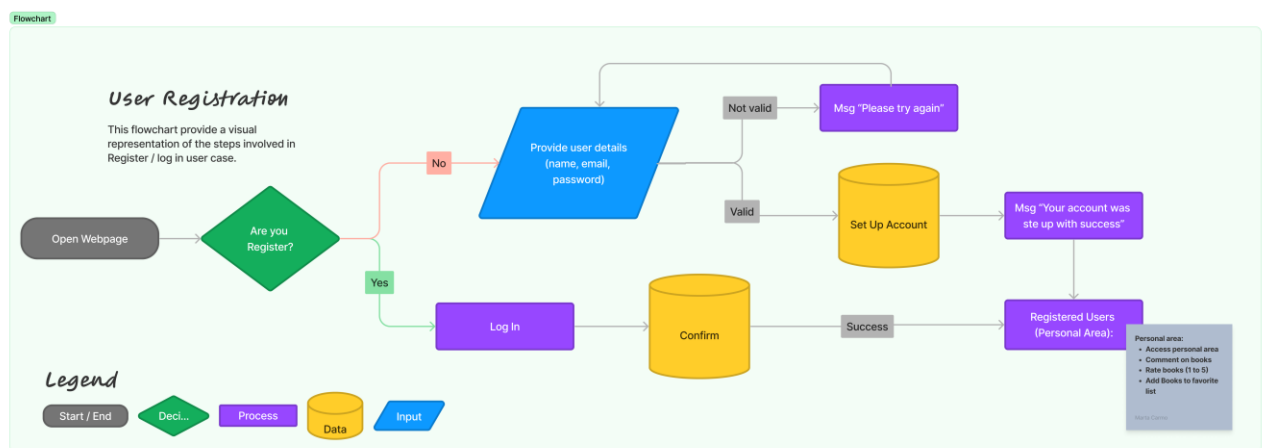 Flowchart
User Registration
This flowchart provide a visual
representation of the steps involved in
Register / log in user case.
Open Webpage
Are you
Register?
No
Yes
Provide user details
(name, email,
password)
Not valid
Valid
Msg “Please try again”
Set Up Account
Msg “Your account was
ste up with success”
Log In
Confirm
Success
Registered Users
(Personal Area):
Personal area:
• Access personal area
• Comment on books
• Rate books (1 to 5)
• Add Books to favorite
list
Legend
Start / End
Deci...
Process
Data
Input